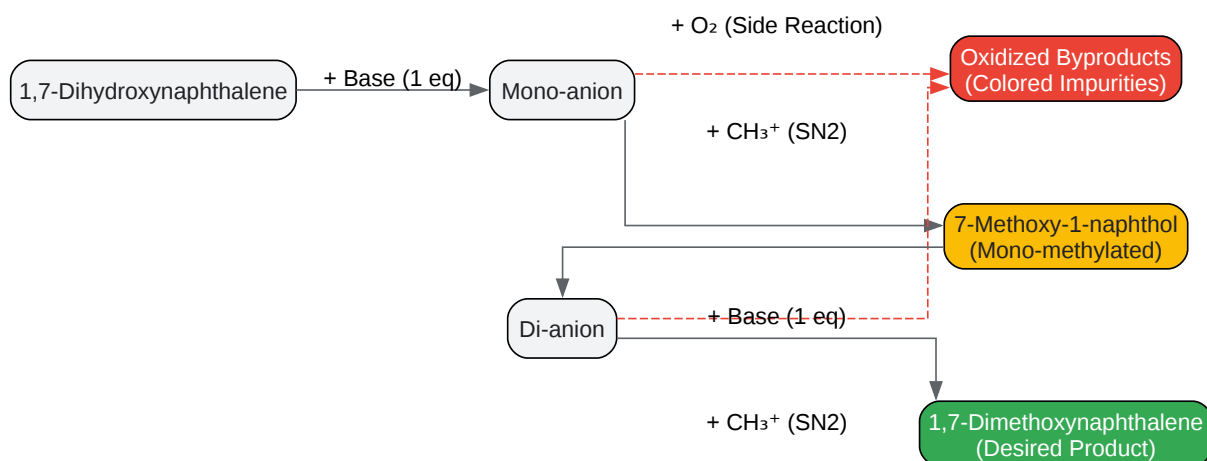 + O₂ (Side Reaction)
Oxidized Byproducts
(Colored Impurities)
1,7-Dihydroxynaphthalene
+ Base (1 eq)
Mono-anion
+ CH₃⁺ (SN2)
7-Methoxy-1-naphthol
(Mono-methylated)
Di-anion
+ Base (1 eq)
+ CH₃⁺ (SN2)
1,7-Dimethoxynaphthalene
(Desired Product)